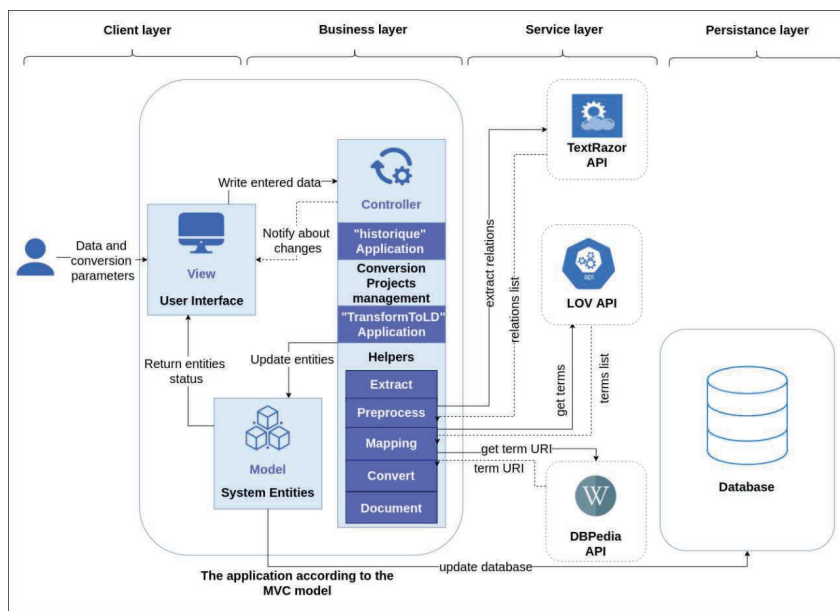 Client layer
Business layer
Service layer
Persistance layer
TextRazor
API
Write entered data
Controller
Notify about
changes
Data and
conversion
parameters
View
User Interface
"historique"
Application
Conversion
Projects
management
"TransformToLD"
Application
Helpers
Extract
Preprocess
Mapping
Convert
Document
extract relations
relations list
api
LOV API
get terms
terms list
Return entities
status
Update entities
Model
System Entities
get term URI
term URI
W
DBPedia
API
Database
update database
The application according to the
MVC model